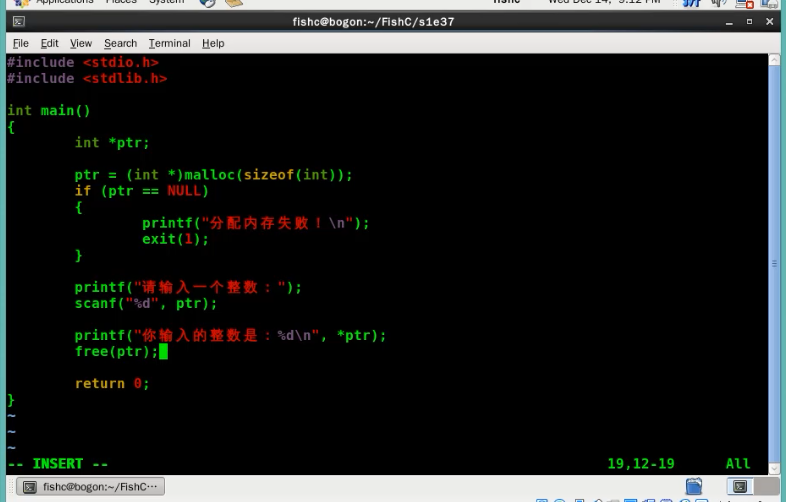 Applications Places System fishc Wed Dec 14, 9:12 PM
fishc@bogon:~/FishC/s1e37
File Edit View Search Terminal Help
#include <stdio.h>
#include <stdlib.h>
int main()
{
int *ptr;
ptr = (int *)malloc(sizeof(int));
if (ptr == NULL)
{
printf("分配内存失败！\n");
exit(1);
}
printf("请输入一个整数：");
scanf("%d", ptr);
printf("你输入的整数是：%d\n", *ptr);
free(ptr);
return 0;
}
~
~
~
-- INSERT -- 19,12-19 All
fishc@bogon:~/FishC···